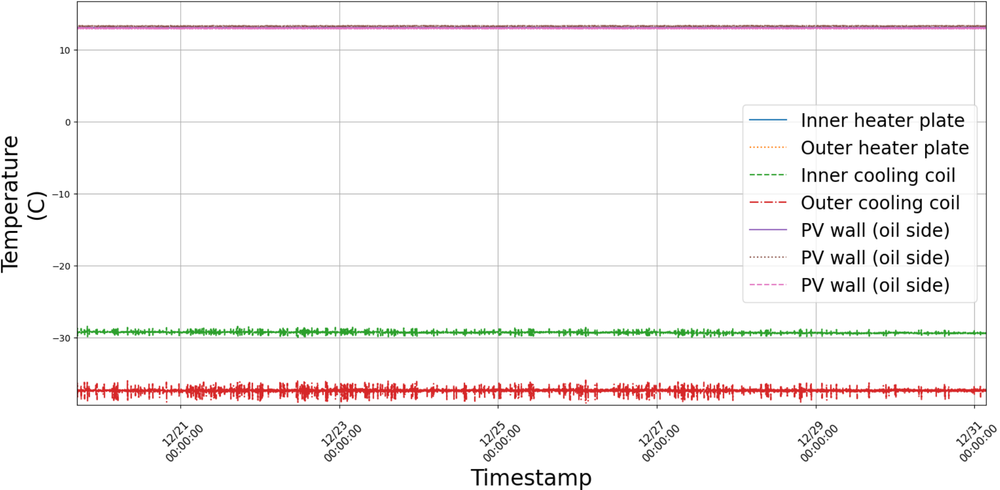 Temperature
(C)
10
0
−10
−20
−30
Inner heater plate
Outer heater plate
Inner cooling coil
Outer cooling coil
PV wall (oil side)
PV wall (oil side)
PV wall (oil side)
12/21
00:00:00
12/23
00:00:00
12/25
00:00:00
12/27
00:00:00
12/29
00:00:00
12/31
00:00:00
Timestamp